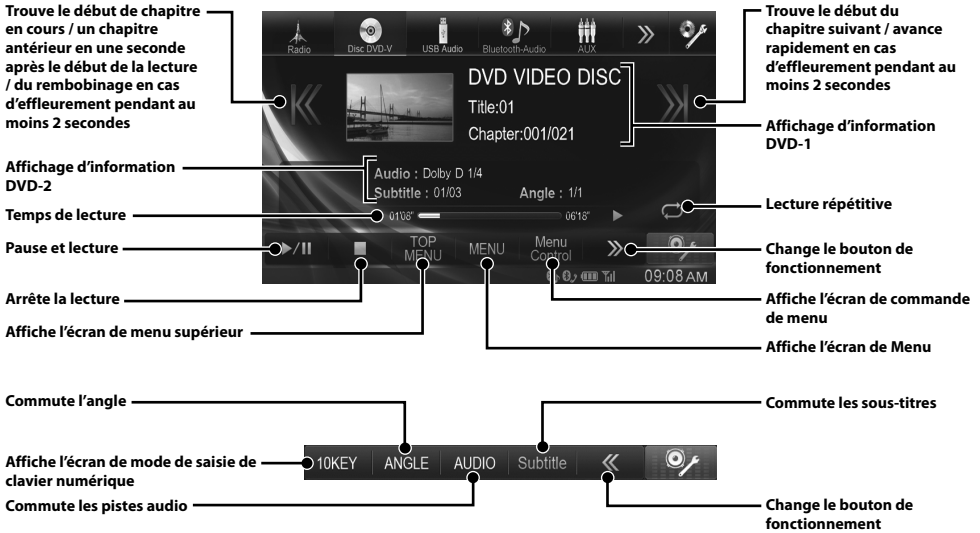 Trouve le début de chapitre
en cours / un chapitre
antérieur en une seconde
après le début de la lecture
/ du rembobinage en cas
d'effleurement pendant au
moins 2 secondes
Affichage d'information
DVD-2
Temps de lecture
Pause et lecture
Arrête la lecture
Affiche l'écran de menu supérieur
Radio
Disc DVD-V
USB Audio
Bluetooth-Audio
AUX
DVD VIDEO DISC
Title:01
Chapter:001/021
Audio : Dolby D 1/4
Subtitle : 01/03
Angle : 1/1
01'08"
06'18"
TOP
MENU
MENU
Menu
Control
09:08 AM
Trouve le début du
chapitre suivant / avance
rapidement en cas
d'effleurement pendant au
moins 2 secondes
Affichage d'information
DVD-1
Lecture répétitive
Change le bouton de
fonctionnement
Affiche l'écran de commande
de menu
Affiche l'écran de Menu
Commute l'angle
Affiche l'écran de mode de saisie de
clavier numérique
Commute les pistes audio
10KEY
ANGLE
AUDIO
Subtitle
Commute les sous-titres
Change le bouton de
fonctionnement